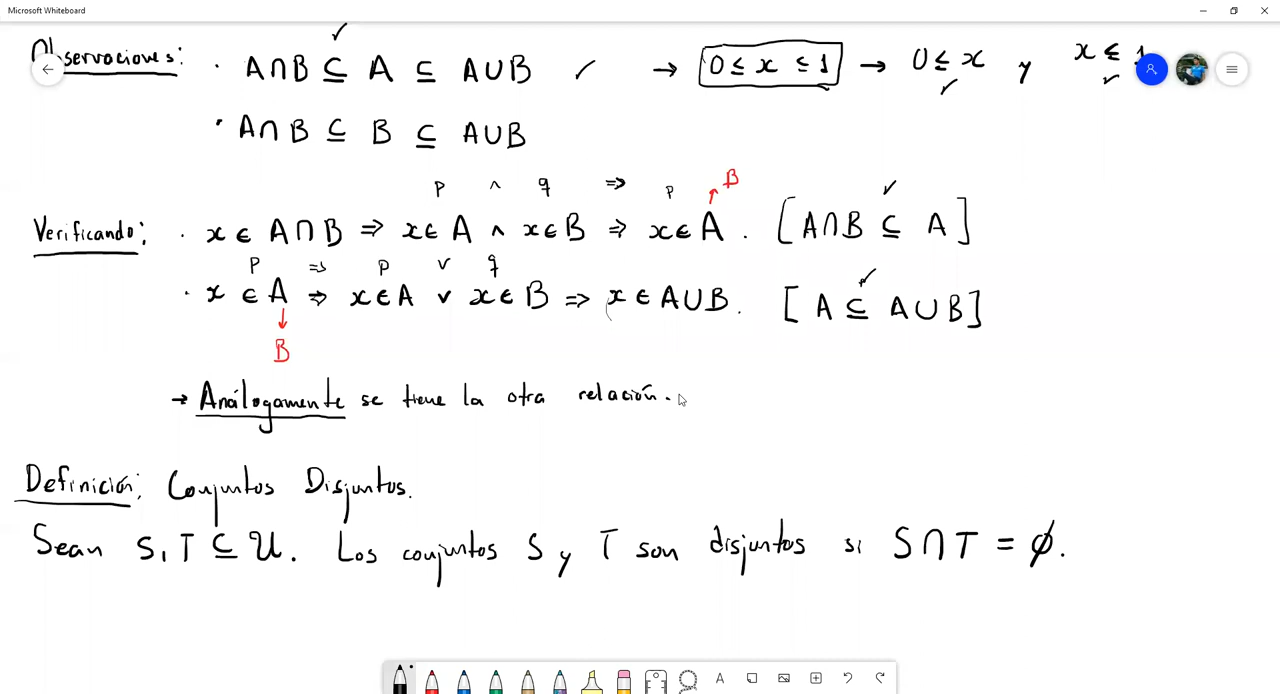 Microsoft Whiteboard
Observaciones: · A∩B ⊆ A ⊆ A∪B ✓ → 0 ≤ x ≤ 1 → 0 ≤ x y x ≤ 1
· A∩B ⊆ B ⊆ A∪B
p ∧ q ⇒ p B
Verificando: · x ∈ A∩B ⇒ x ∈ A ∧ x ∈ B ⇒ x ∈ A. [A∩B ⊆ A]
p ⇒ p ∨ q
· x ∈ A ⇒ x ∈ A ∨ x ∈ B ⇒ x ∈ A∪B. [A ⊆ A∪B]
B
→ Análogamente se tiene la otra relación.
Definición: Conjuntos Disjuntos.
Sean S, T ⊆ U. Los conjuntos S y T son disjuntos si S∩T = ∅.
A